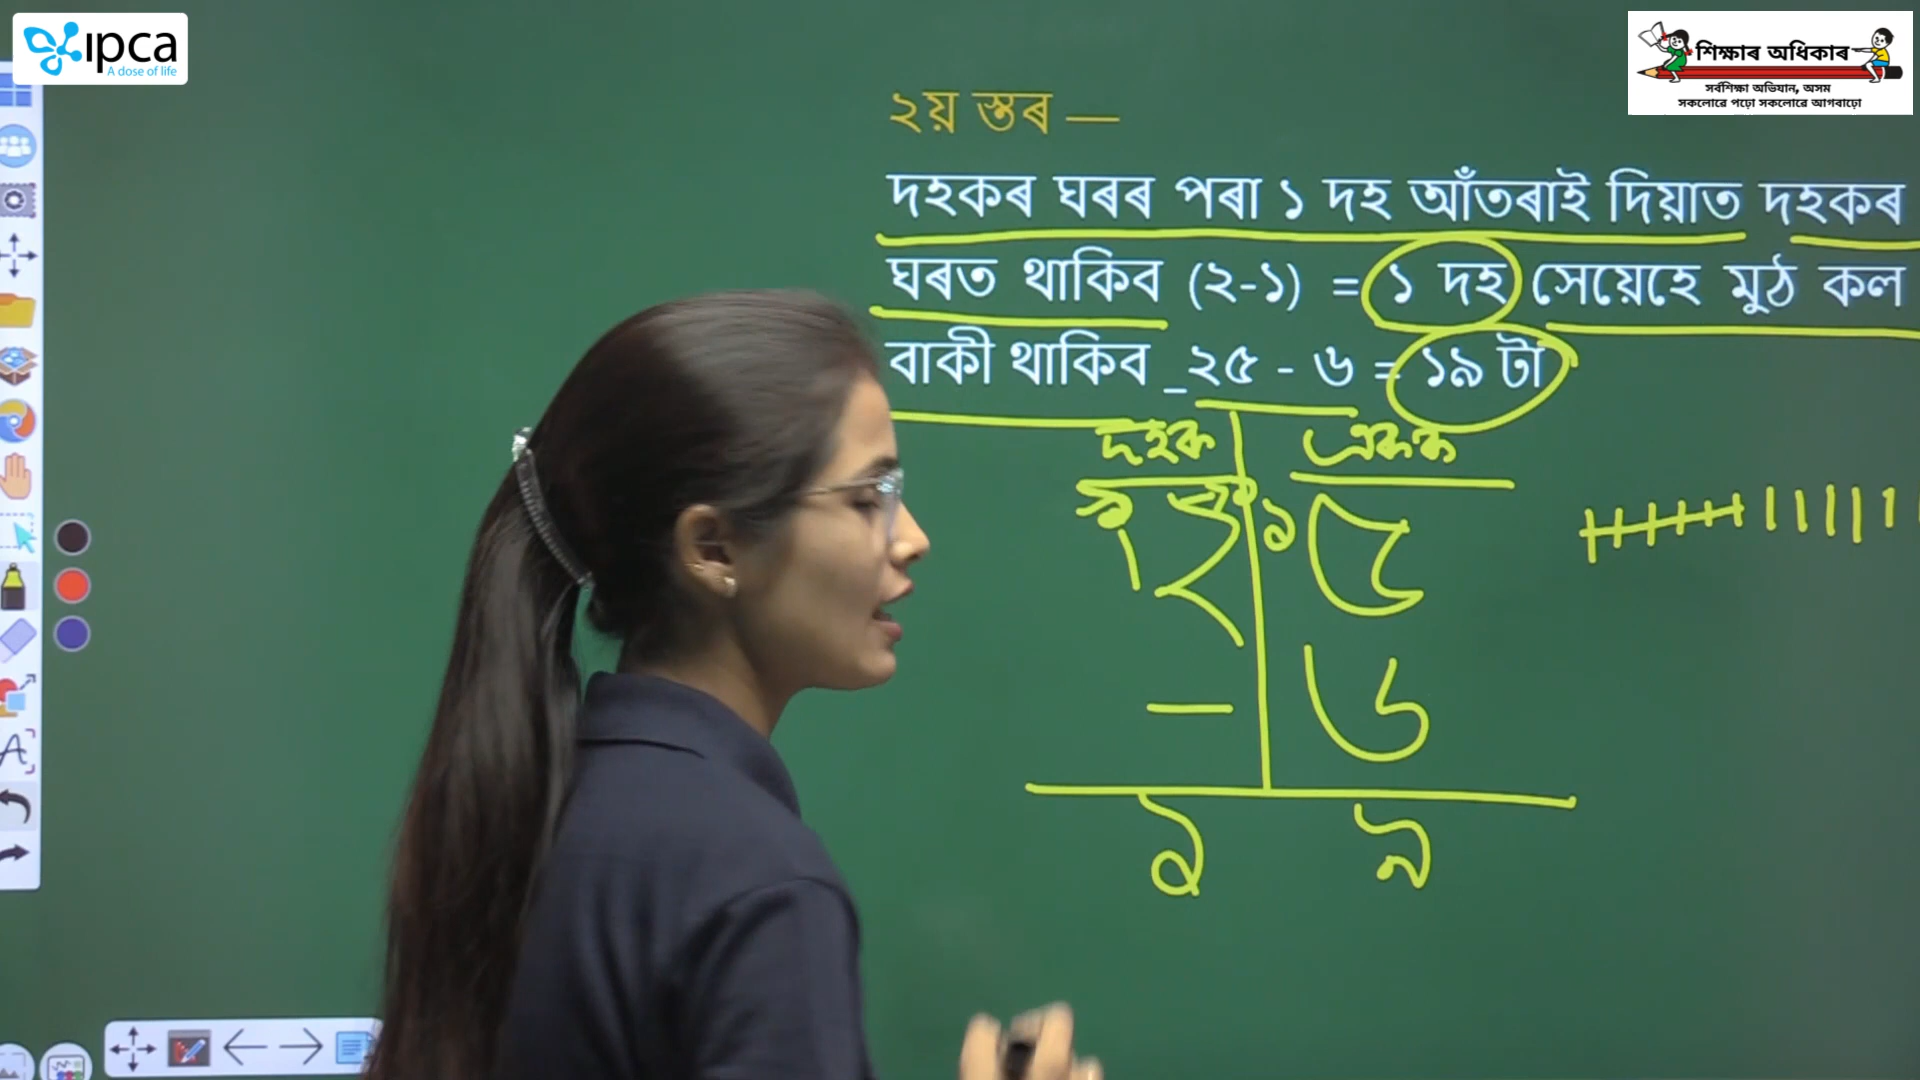 ipca
A dose of life
শিক্ষাৰ অধিকাৰ
সৰ্বশিক্ষা অভিযান, অসম
সকলোৱে পঢ়ো সকলোৱে আগবাঢ়ো
২য় স্তৰ —
দহকৰ ঘৰৰ পৰা ১ দহ আঁতৰাই দিয়াত দহকৰ
ঘৰত থাকিব (২-১) = ১ দহ সেয়েহে মুঠ কল
বাকী থাকিব ২৫ - ৬ = ১৯ টা
দহক একক
১ ২ ১ ৫
— ৬
১ ৯